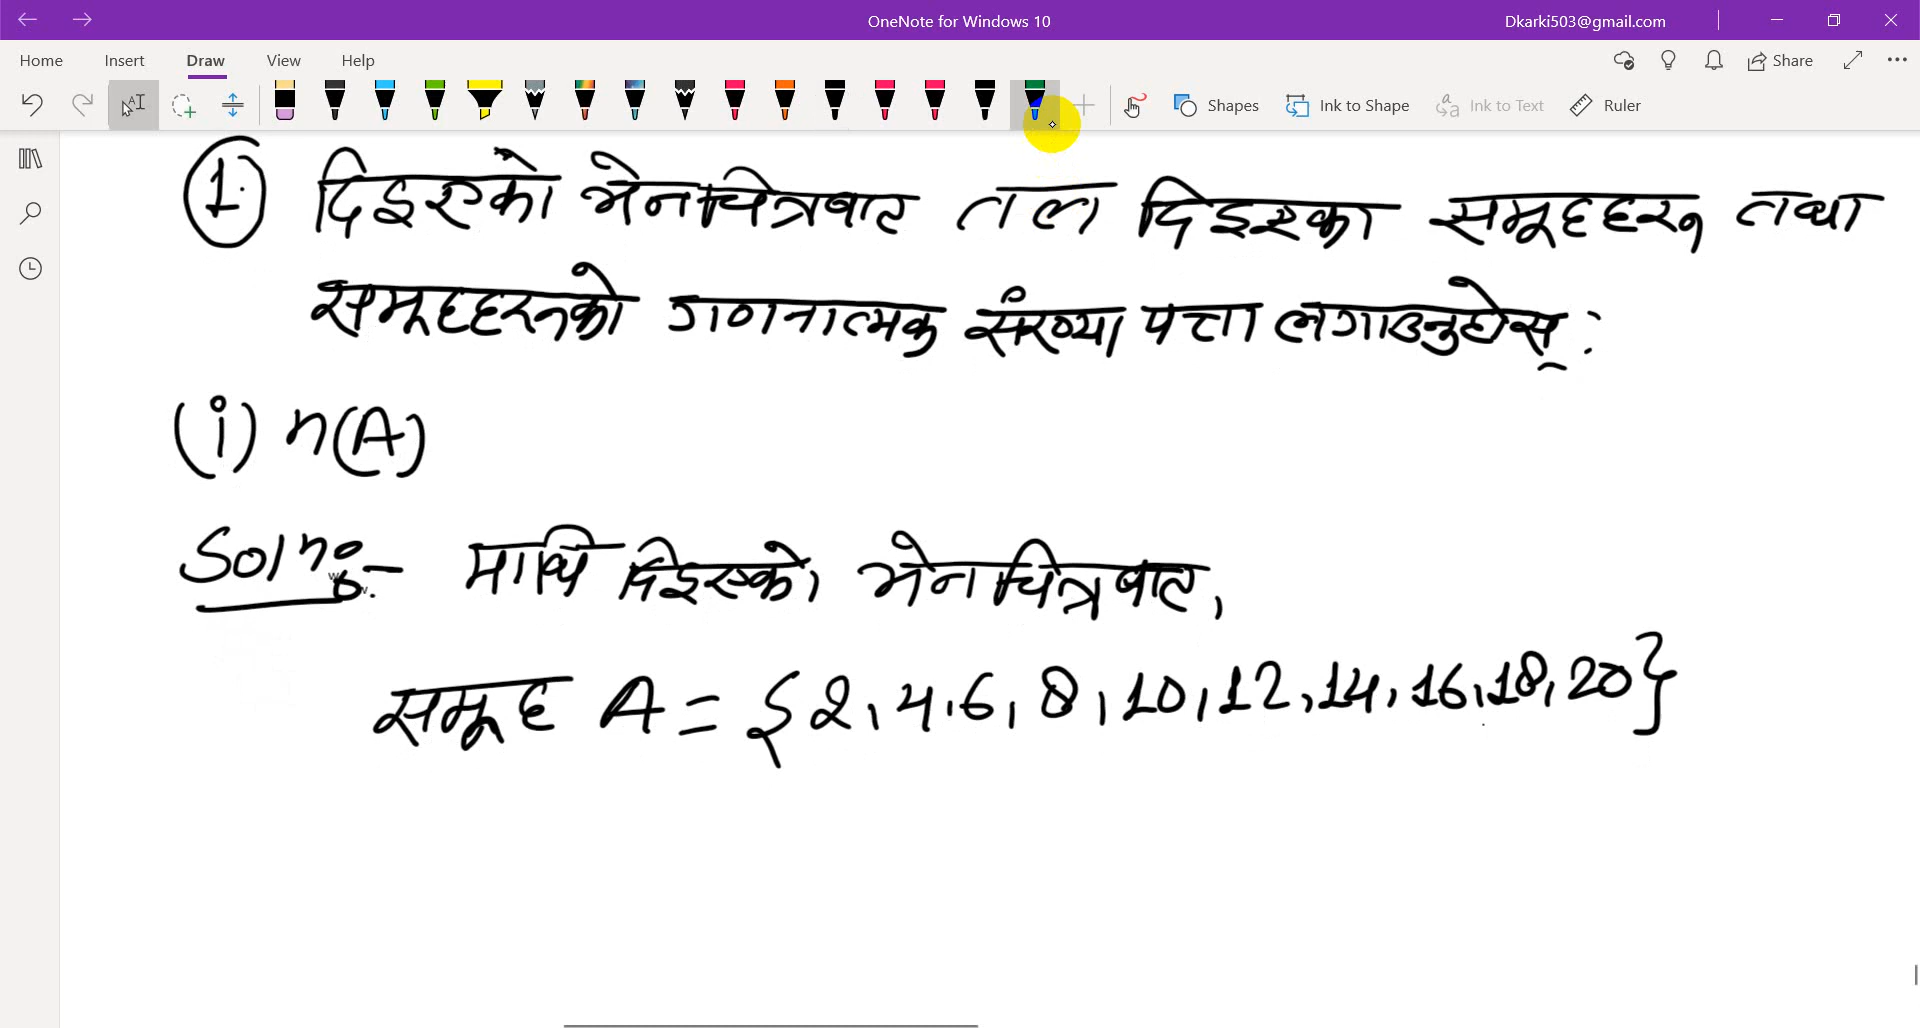 OneNote for Windows 10
Dkarki503@gmail.com
Home Insert Draw View Help
Share
Shapes Ink to Shape Ink to Text Ruler
1. दिइएको भेनचित्रबाट तल दिइएका समूहहरु तथा
समूहहरुको गणनात्मक संख्या पत्ता लगाउनुहोस् :
(i) n(A)
Soln:- माथि दिइएको भेनचित्रबाट,
समूह A = {2, 4, 6, 8, 10, 12, 14, 16, 18, 20}